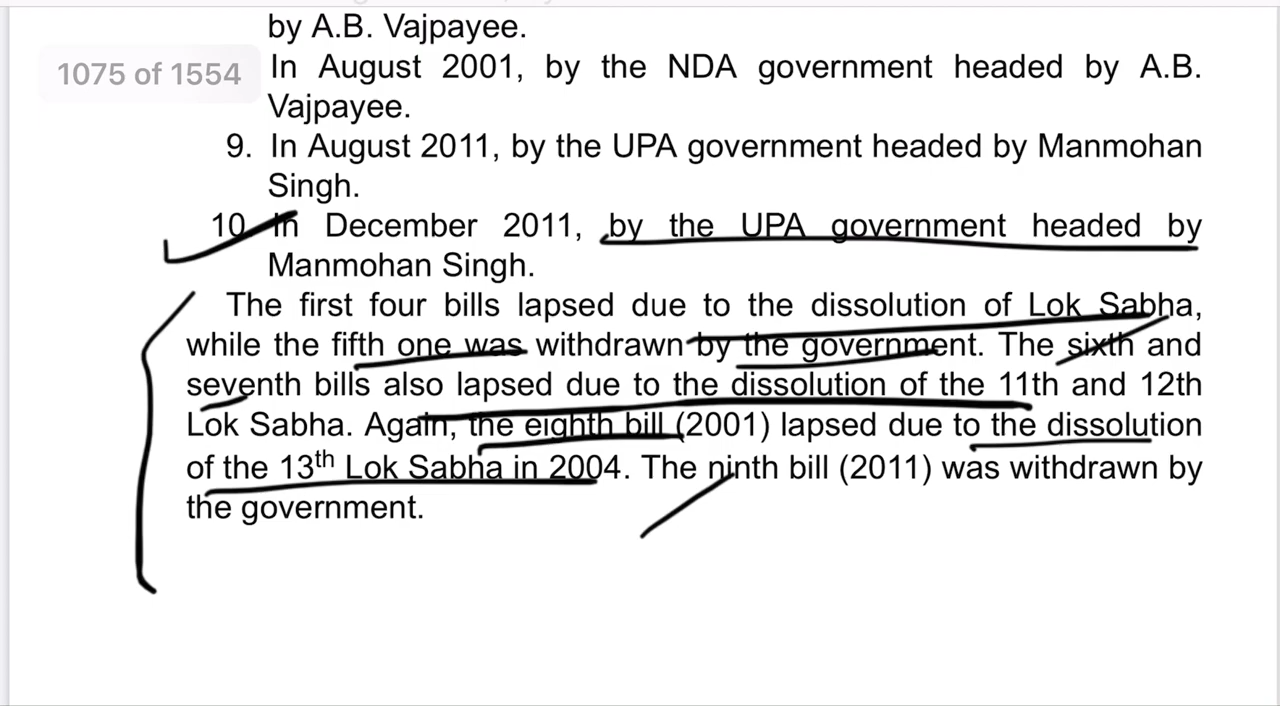 by A.B. Vajpayee.
1075 of 1554
In August 2001, by the NDA government headed by A.B.
Vajpayee.
9. In August 2011, by the UPA government headed by Manmohan
Singh.
10. In December 2011, by the UPA government headed by
Manmohan Singh.
The first four bills lapsed due to the dissolution of Lok Sabha,
while the fifth one was withdrawn by the government. The sixth and
seventh bills also lapsed due to the dissolution of the 11th and 12th
Lok Sabha. Again, the eighth bill (2001) lapsed due to the dissolution
of the 13th Lok Sabha in 2004. The ninth bill (2011) was withdrawn by
the government.